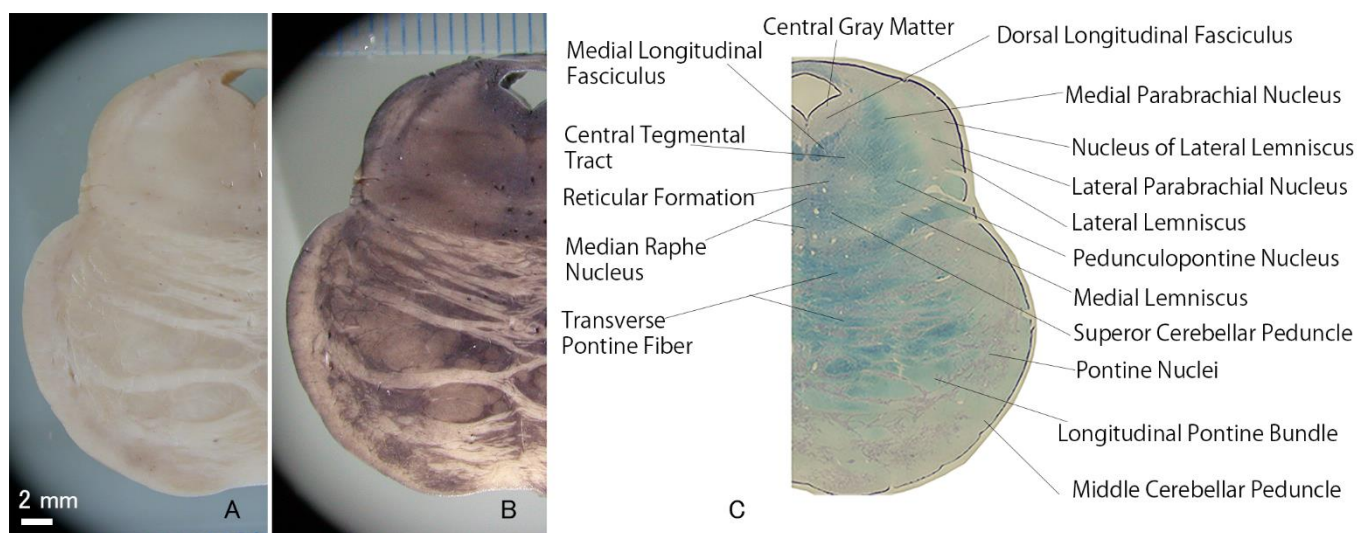 2 mm
A
B
C
Medial Longitudinal
Fasciculus
Central Gray Matter
Dorsal Longitudinal Fasciculus
Central Tegmental
Tract
Reticular Formation
Median Raphe
Nucleus
Transverse
Pontine Fiber
Medial Parabrachial Nucleus
Nucleus of Lateral Lemniscus
Lateral Parabrachial Nucleus
Lateral Lemniscus
Pedunculopontine Nucleus
Medial Lemniscus
Superor Cerebellar Peduncle
Pontine Nuclei
Longitudinal Pontine Bundle
Middle Cerebellar Peduncle